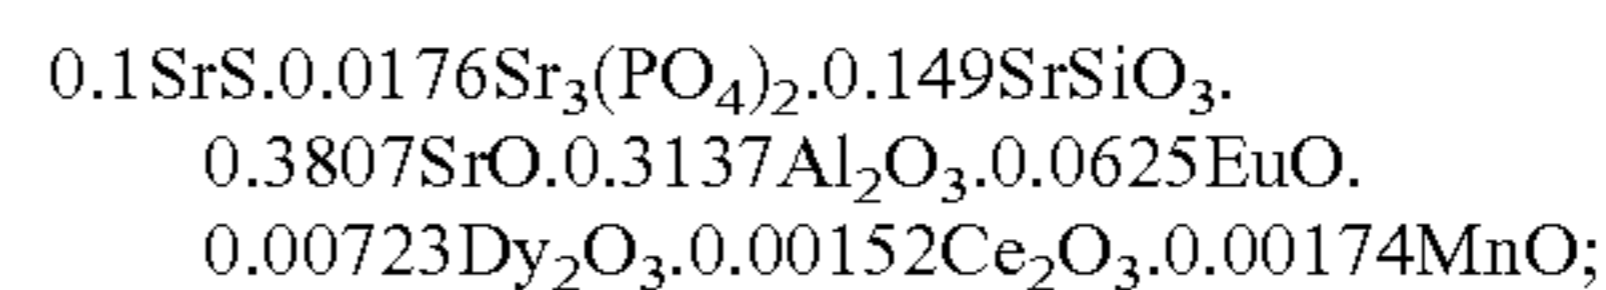 0.1SrS.0.0176Sr₃(PO₄)₂.0.149SrSiO₃.
0.3807SrO.0.3137Al₂O₃.0.0625EuO.
0.00723Dy₂O₃.0.00152Ce₂O₃.0.00174MnO;